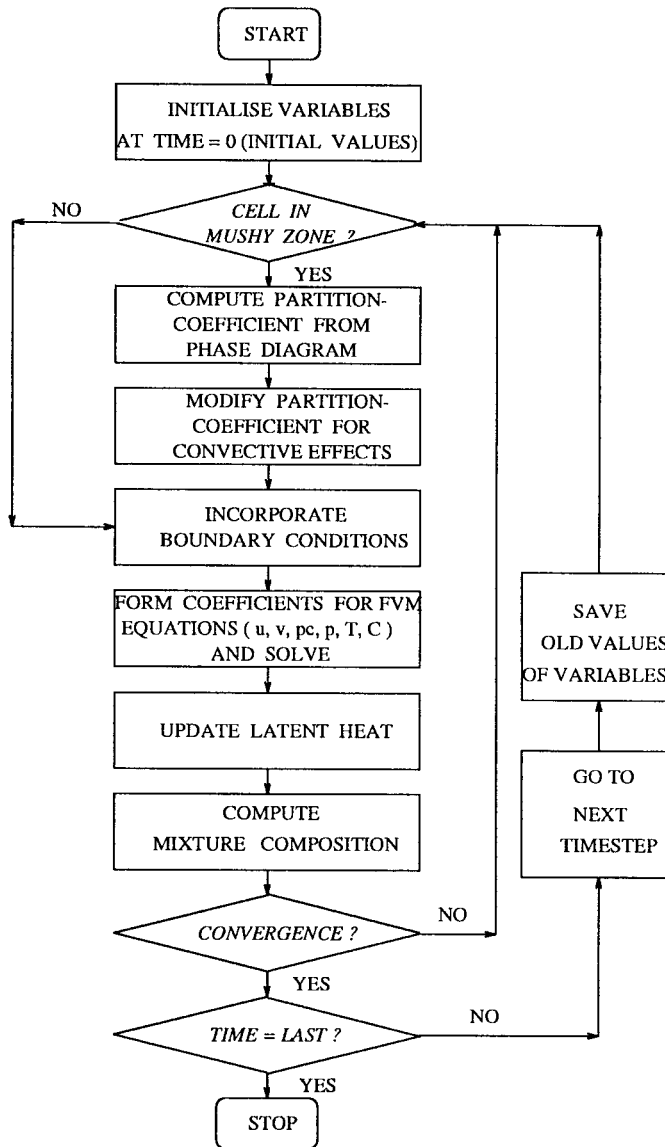 START
INITIALISE VARIABLES
AT TIME = 0 (INITIAL VALUES)
NO
CELL IN
MUSHY ZONE ?
YES
COMPUTE PARTITION-
COEFFICIENT FROM
PHASE DIAGRAM
MODIFY PARTITION-
COEFFICIENT FOR
CONVECTIVE EFFECTS
INCORPORATE
BOUNDARY CONDITIONS
FORM COEFFICIENTS FOR FVM
EQUATIONS ( u, v, pc, p, T, C )
AND SOLVE
SAVE
OLD VALUES
OF VARIABLES
UPDATE LATENT HEAT
GO TO
NEXT
TIMESTEP
COMPUTE
MIXTURE COMPOSITION
CONVERGENCE ?
NO
YES
TIME = LAST ?
NO
YES
STOP